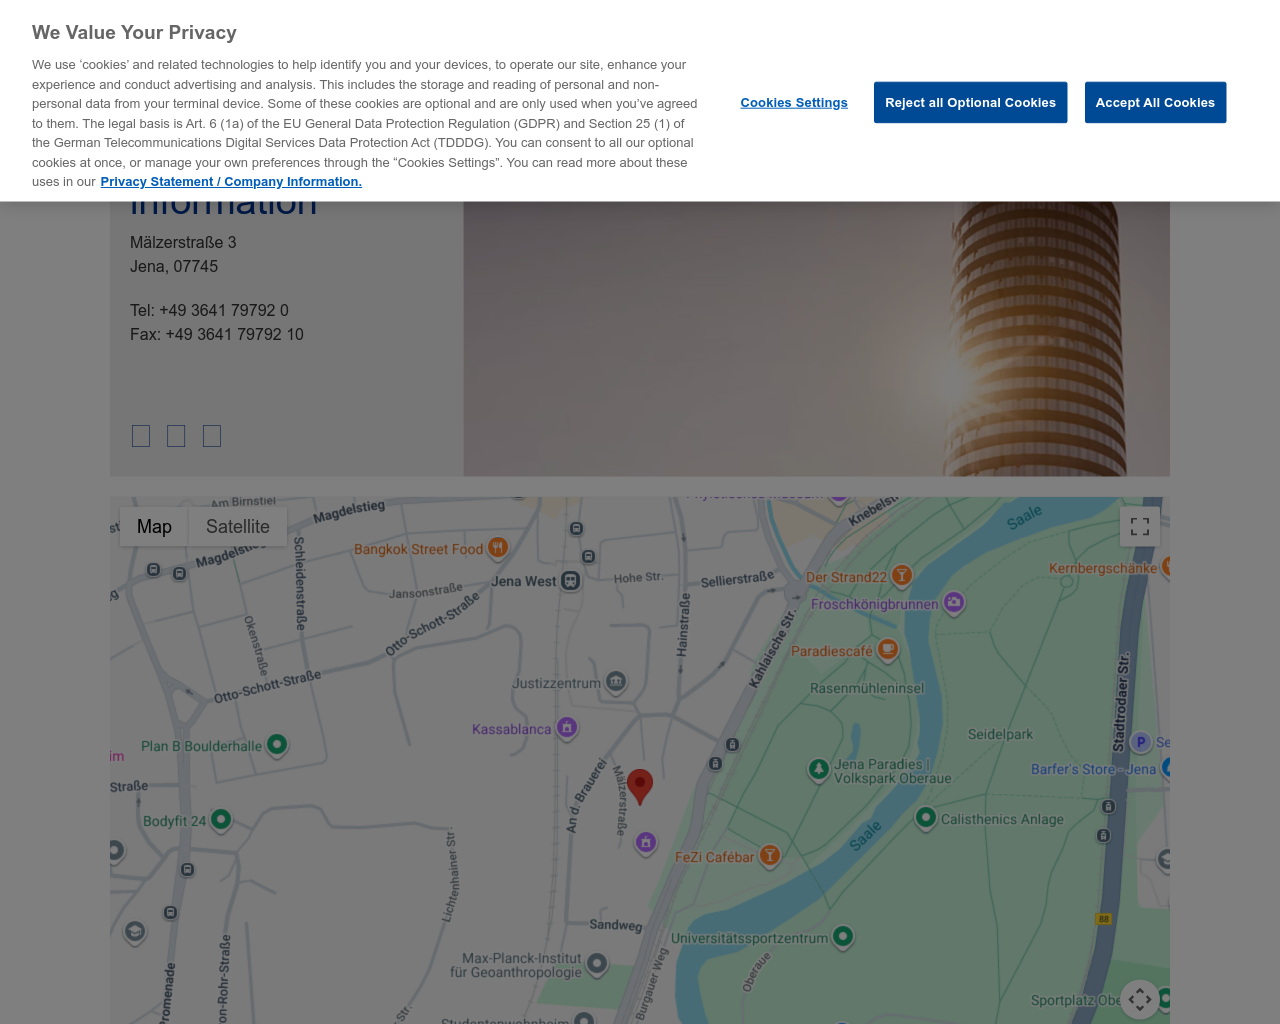 We Value Your Privacy
We use ‘cookies’ and related technologies to help identify you and your devices, to operate our site, enhance your
experience and conduct advertising and analysis. This includes the storage and reading of personal and non-
personal data from your terminal device. Some of these cookies are optional and are only used when you’ve agreed
to them. The legal basis is Art. 6 (1a) of the EU General Data Protection Regulation (GDPR) and Section 25 (1) of
the German Telecommunications Digital Services Data Protection Act (TDDDG). You can consent to all our optional
cookies at once, or manage your own preferences through the “Cookies Settings”. You can read more about these
uses in our Privacy Statement / Company Information.
Cookies Settings
Reject all Optional Cookies
Accept All Cookies
information
Mälzerstraße 3
Jena, 07745
Tel: +49 3641 79792 0
Fax: +49 3641 79792 10
Map
Satellite
Am Birnstiel
Magdelstieg
Magdelstieg
Knebelstr
Saale
Bangkok Street Food
Schleidenstraße
Jena West
Hohe Str.
Sellierstraße
Der Strand22
Kernbergschänke
Jansonstraße
Froschkönigbrunnen
Otto-Schott-Straße
Hainstraße
Kahlaische Str.
Okenstraße
Paradiescafé
Stadtrodaer Str.
Otto-Schott-Straße
Justizzentrum
Rasenmühleninsel
Kassablanca
Seidelpark
Plan B Boulderhalle
P
Se
im
Jena Paradies |
Volkspark Oberaue
Barfer's Store - Jena
Straße
An d. Brauerei
Mälzerstraße
Bodyfit 24
Calisthenics Anlage
Saale
FeZi Cafébar
Lichtenhainer Str.
88
Sandweg
Universitätssportzentrum
Max-Planck-Institut
für Geoanthropologie
Burgauer Weg
Oberaue
Promenade
on-Rohr-Straße
Str.
Sportplatz Obe
Studentenwohnheim